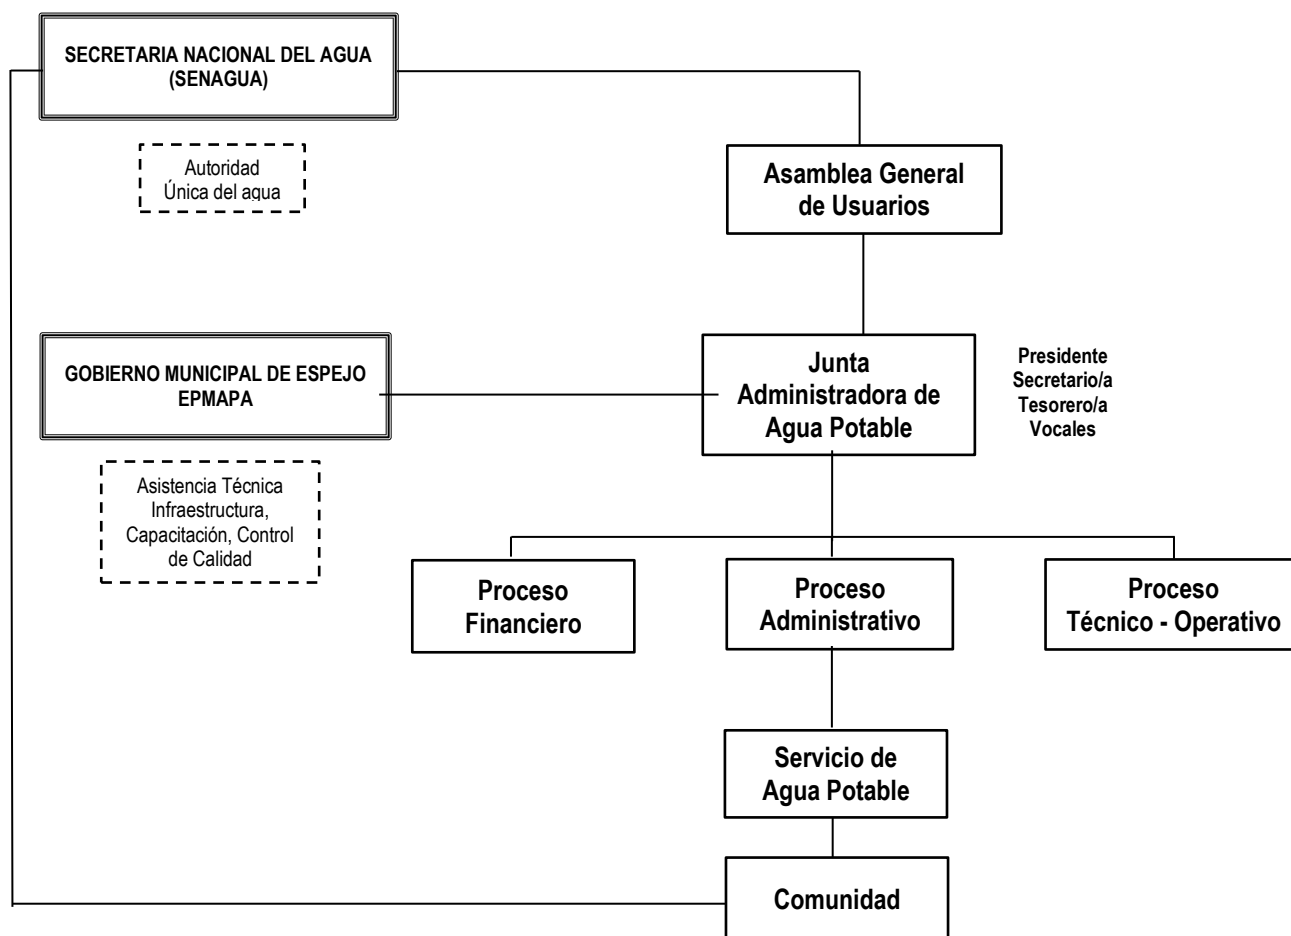 SECRETARIA NACIONAL DEL AGUA
(SENAGUA)
Autoridad
Única del agua
Asamblea General
de Usuarios
GOBIERNO MUNICIPAL DE ESPEJO
EPMAPA
Junta
Administradora de
Agua Potable
Presidente
Secretario/a
Tesorero/a
Vocales
Asistencia Técnica
Infraestructura,
Capacitación, Control
de Calidad
Proceso
Financiero
Proceso
Administrativo
Proceso
Técnico - Operativo
Servicio de
Agua Potable
Comunidad